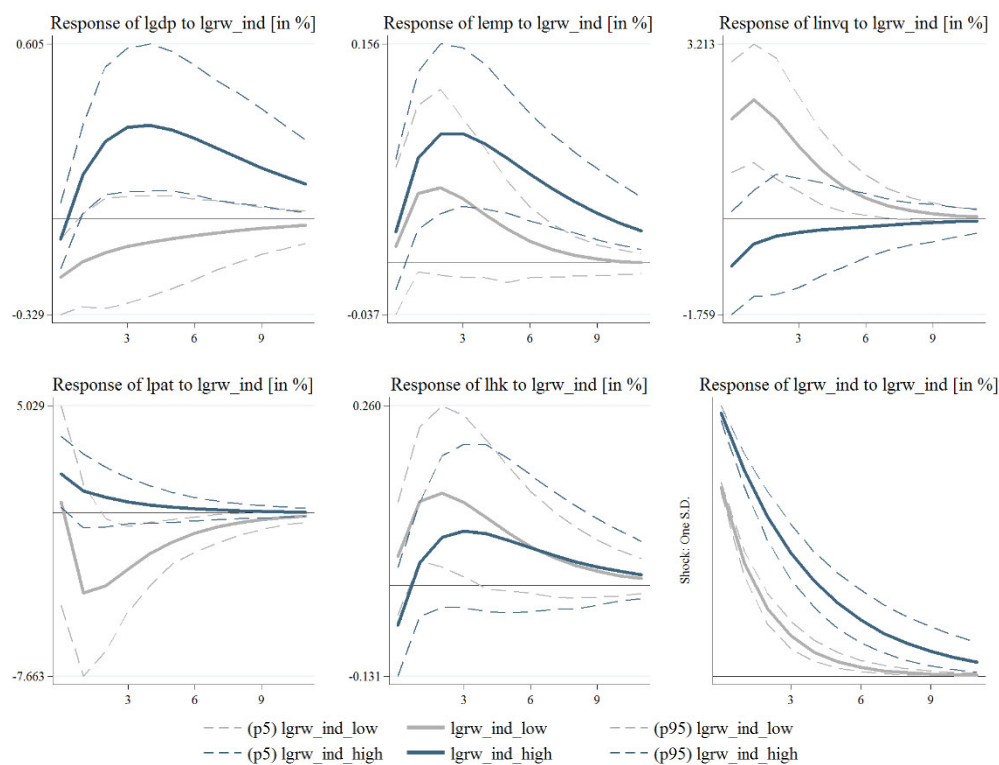 Response of lgdp to lgrw_ind [in %]
Response of lemp to lgrw_ind [in %]
Response of linvq to lgrw_ind [in %]
0.605
0.156
3.213
-0.329
-0.037
-1.759
3 6 9
3 6 9
3 6 9
Response of lpat to lgrw_ind [in %]
Response of lhk to lgrw_ind [in %]
Response of lgrw_ind to lgrw_ind [in %]
5.029
0.260
Shock: One S.D.
-7.663
-0.131
3 6 9
3 6 9
3 6 9
(p5) lgrw_ind_low lgrw_ind_low (p95) lgrw_ind_low
(p5) lgrw_ind_high lgrw_ind_high (p95) lgrw_ind_high